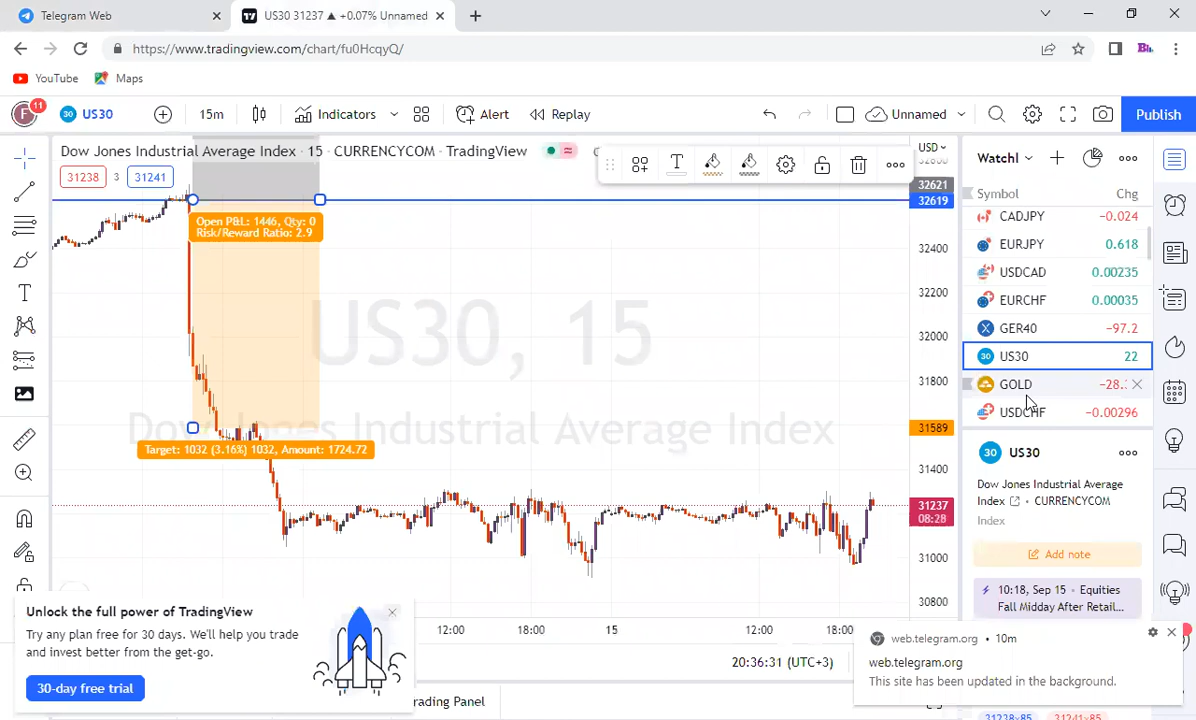 Telegram Web
US30 31237 ▲ +0.07% Unnamed
https://www.tradingview.com/chart/fu0HcqyQ/
YouTube
Maps
F
11
30
US30
15m
Indicators
Alert
Replay
Unnamed
Publish
Dow Jones Industrial Average Index · 15 · CURRENCYCOM · TradingView
31238
3
31241
USD
Watchl
Symbol
Chg
32621
32619
32400
32200
32000
31800
31589
31400
31237
08:28
31000
30800
Open P&L: 1446, Qty: 0
Risk/Reward Ratio: 2.9
US30, 15
Dow Jones Industrial Average Index
Target: 1032 (3.16%) 1032, Amount: 1724.72
CADJPY −0.024
EURJPY 0.618
USDCAD 0.00235
EURCHF 0.00035
GER40 −97.2
30 US30 22
GOLD −28.
USDCHF −0.00296
30 US30
Dow Jones Industrial Average
Index · CURRENCYCOM
Index
Add note
10:18, Sep 15 · Equities
Fall Midday After Retail...
Unlock the full power of TradingView
Try any plan free for 30 days. We'll help you trade
and invest better from the get-go.
30-day free trial
12:00
18:00
15
12:00
18:00
20:36:31 (UTC+3)
rading Panel
web.telegram.org • 10m
web.telegram.org
This site has been updated in the background.